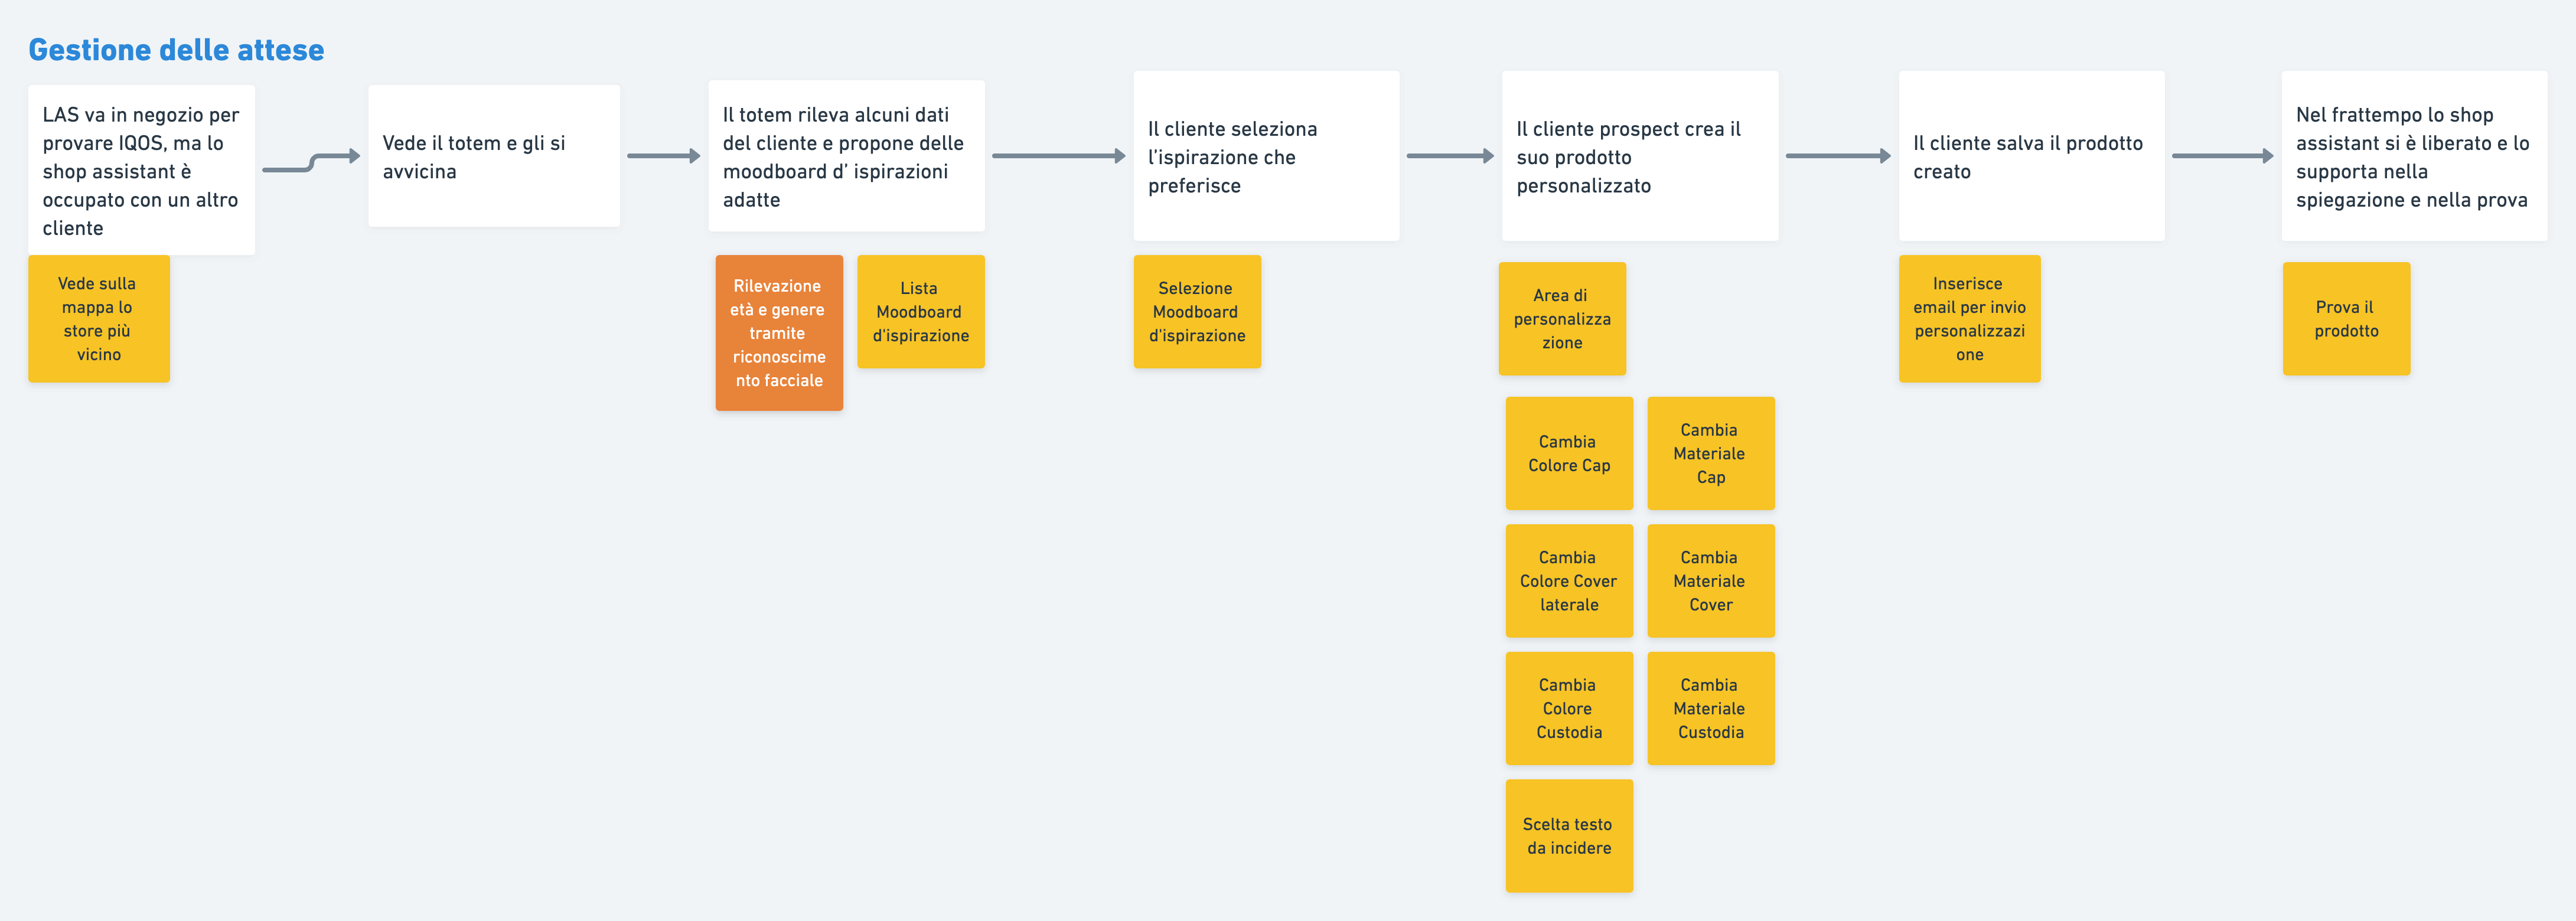 Gestione delle attese
LAS va in negozio per
provare IQOS, ma lo
shop assistant è
occupato con un altro
cliente
Vede il totem e gli si
avvicina
Il totem rileva alcuni dati
del cliente e propone delle
moodboard d’ ispirazioni
adatte
Il cliente seleziona
l’ispirazione che
preferisce
Il cliente prospect crea il
suo prodotto
personalizzato
Il cliente salva il prodotto
creato
Nel frattempo lo shop
assistant si è liberato e lo
supporta nella
spiegazione e nella prova
Vede sulla
mappa lo
store più
vicino
Rilevazione
età e genere
tramite
riconoscime
nto facciale
Lista
Moodboard
d'ispirazione
Selezione
Moodboard
d'ispirazione
Area di
personalizza
zione
Inserisce
email per invio
personalizzazi
one
Prova il
prodotto
Cambia
Colore Cap
Cambia
Materiale
Cap
Cambia
Colore Cover
laterale
Cambia
Materiale
Cover
Cambia
Colore
Custodia
Cambia
Materiale
Custodia
Scelta testo
da incidere